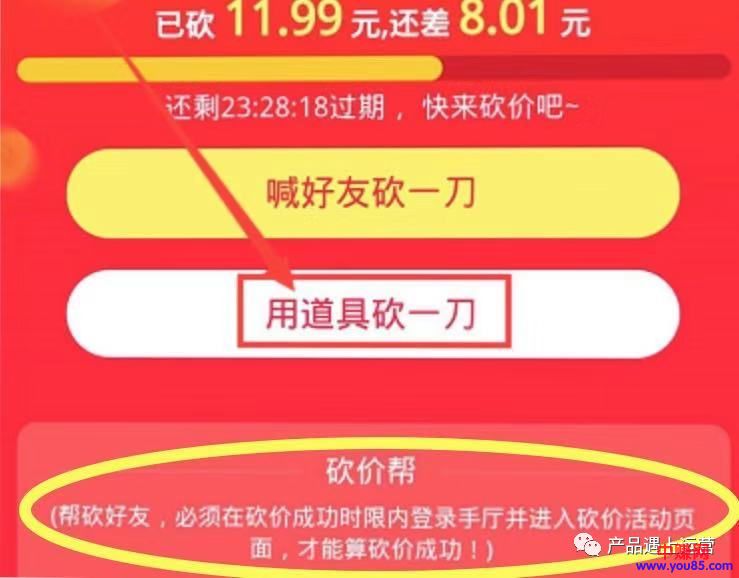 已砍 11.99 元,还差 8.01 元
还剩23:28:18过期，快来砍价吧~
喊好友砍一刀
用道具砍一刀
砍价帮
(帮砍好友，必须在砍价成功时限内登录手厅并进入砍价活动页
面，才能算砍价成功！)
产品遇上运营
www.you85.com